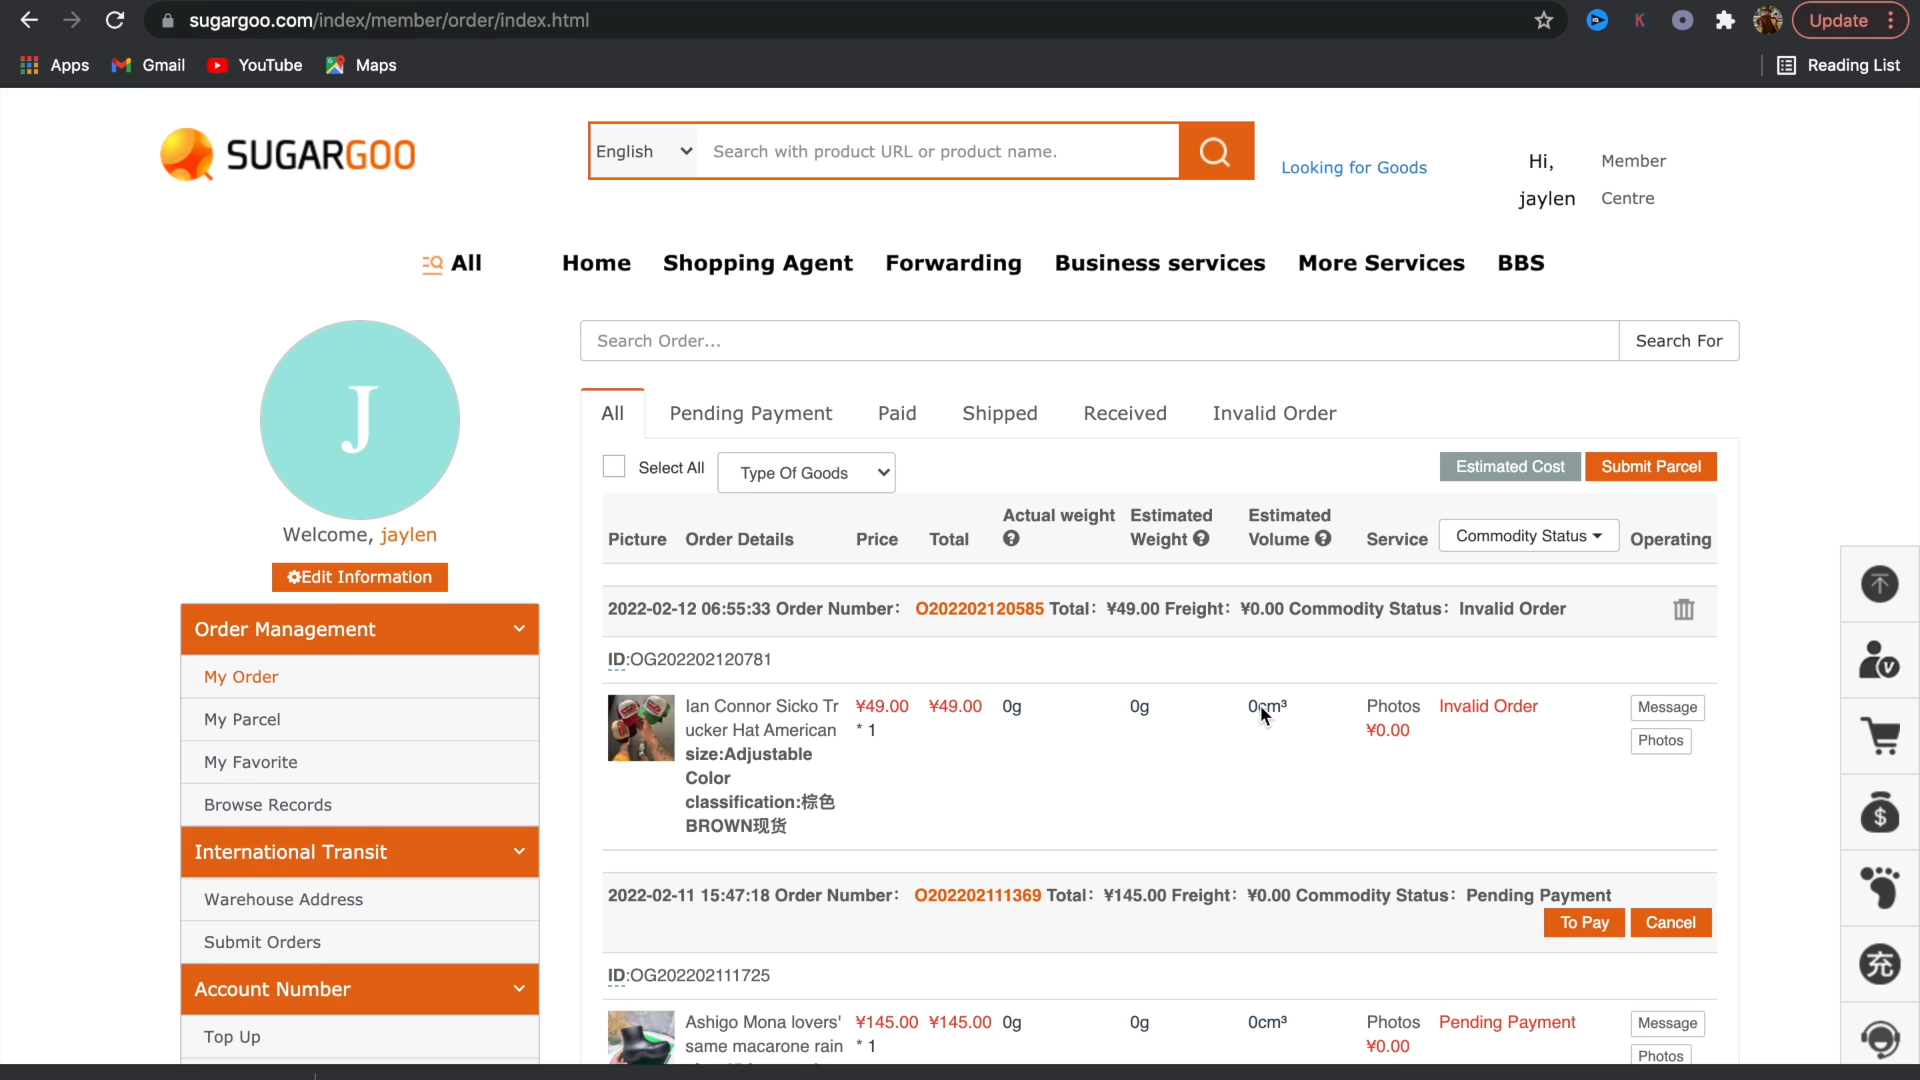 sugargoo.com/index/member/order/index.html
K
Update
Apps Gmail YouTube Maps
Reading List
SUGARGOO
English Search with product URL or product name.
Looking for Goods
Hi,
jaylen
Member
Centre
All Home Shopping Agent Forwarding Business services More Services BBS
J
Welcome, jaylen
Edit Information
Order Management
My Order
My Parcel
My Favorite
Browse Records
International Transit
Warehouse Address
Submit Orders
Account Number
Top Up
Search Order...
Search For
All Pending Payment Paid Shipped Received Invalid Order
Select All Type Of Goods Estimated Cost Submit Parcel
Picture Order Details Price Total Actual weight Estimated Weight Estimated Volume Service Commodity Status Operating
2022-02-12 06:55:33 Order Number： O202202120585 Total： ¥49.00 Freight： ¥0.00 Commodity Status： Invalid Order
ID:OG202202120781
Ian Connor Sicko Tr ¥49.00 ¥49.00 0g 0g 0cm³ Photos Invalid Order Message
ucker Hat American * 1 ¥0.00 Photos
size:Adjustable
Color
classification:棕色
BROWN现货
2022-02-11 15:47:18 Order Number： O202202111369 Total： ¥145.00 Freight： ¥0.00 Commodity Status： Pending Payment
To Pay Cancel
ID:OG202202111725
Ashigo Mona lovers' ¥145.00 ¥145.00 0g 0g 0cm³ Photos Pending Payment Message
same macarone rain * 1 ¥0.00 Photos
V
$
充